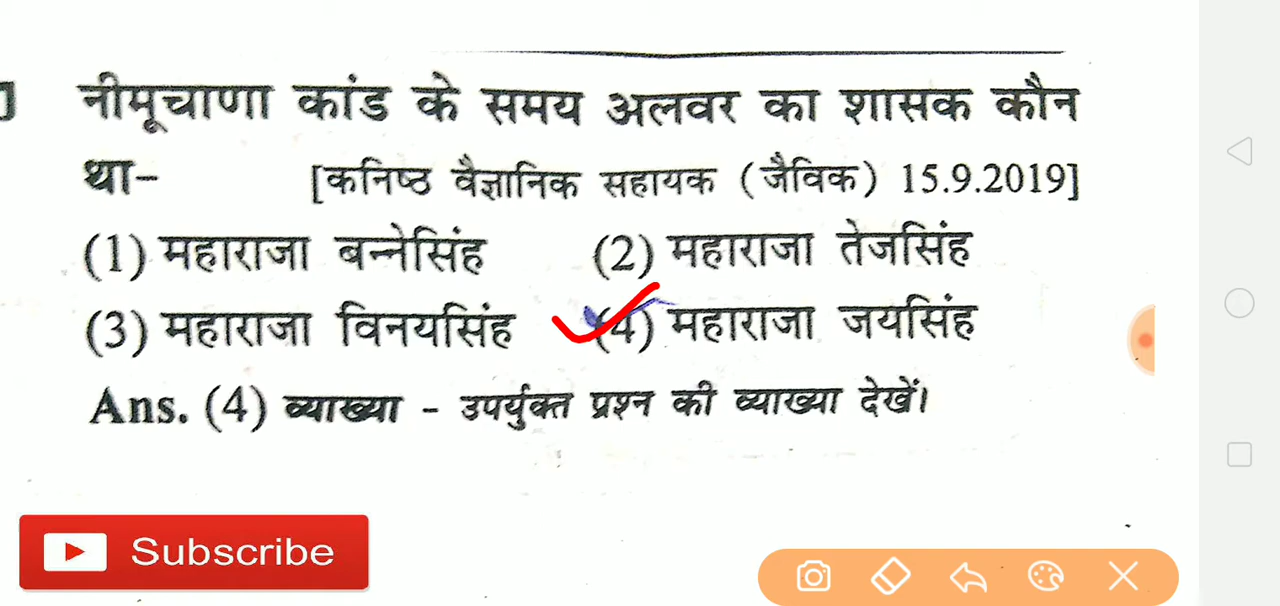 नीमूचाणा कांड के समय अलवर का शासक कौन
था- [कनिष्ठ वैज्ञानिक सहायक (जैविक) 15.9.2019]
(1) महाराजा बन्नेसिंह (2) महाराजा तेजसिंह
(3) महाराजा विनयसिंह (4) महाराजा जयसिंह
Ans. (4) व्याख्या - उपर्युक्त प्रश्न की व्याख्या देखें।
Subscribe